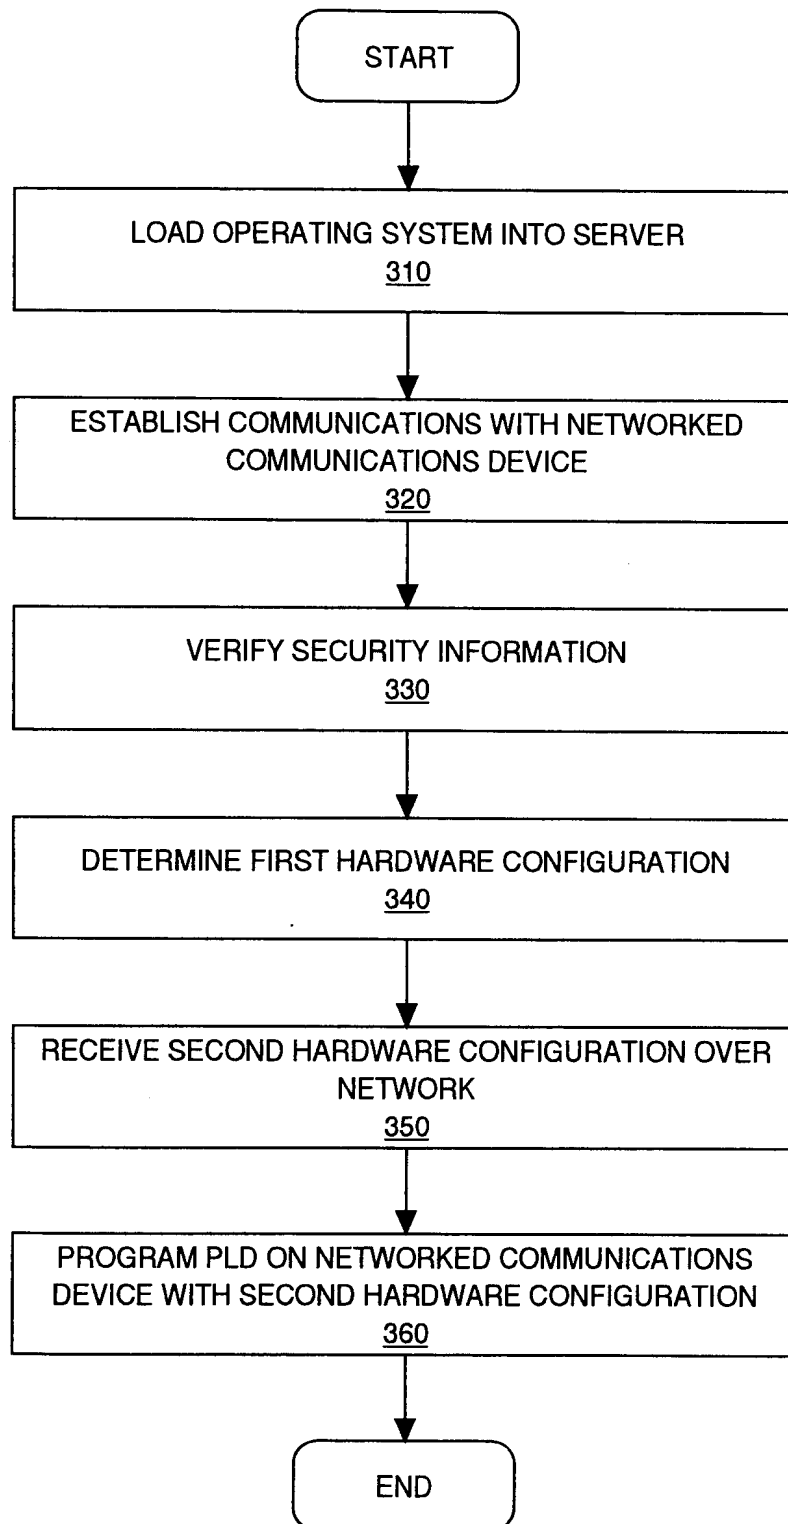 START
LOAD OPERATING SYSTEM INTO SERVER
310
ESTABLISH COMMUNICATIONS WITH NETWORKED
COMMUNICATIONS DEVICE
320
VERIFY SECURITY INFORMATION
330
DETERMINE FIRST HARDWARE CONFIGURATION
340
RECEIVE SECOND HARDWARE CONFIGURATION OVER
NETWORK
350
PROGRAM PLD ON NETWORKED COMMUNICATIONS
DEVICE WITH SECOND HARDWARE CONFIGURATION
360
END